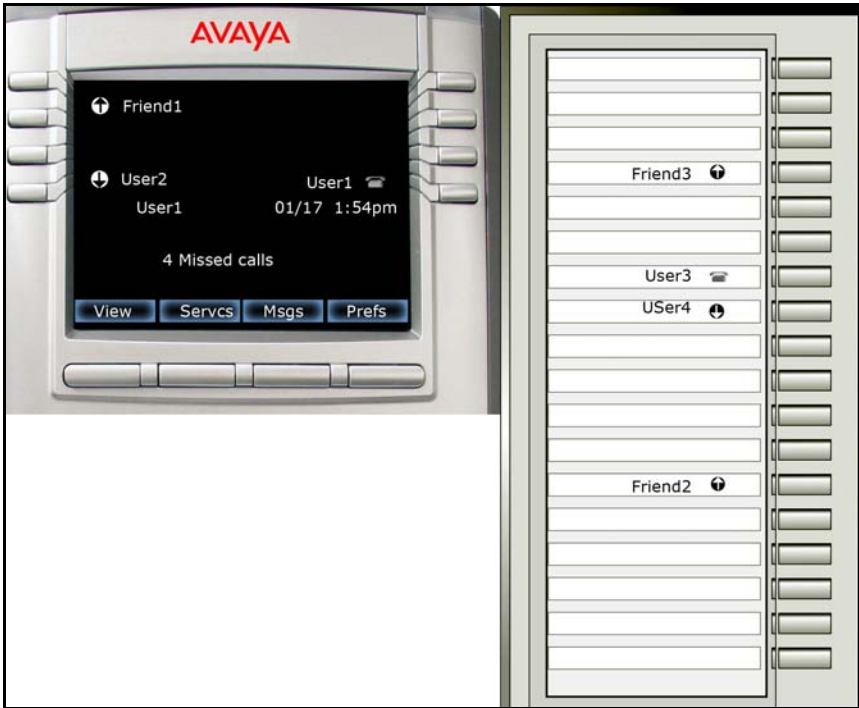 AVAYA
Friend1
User2 User1
User1 01/17 1:54pm
4 Missed calls
View Servcs Msgs Prefs
Friend3
User3
USer4
Friend2